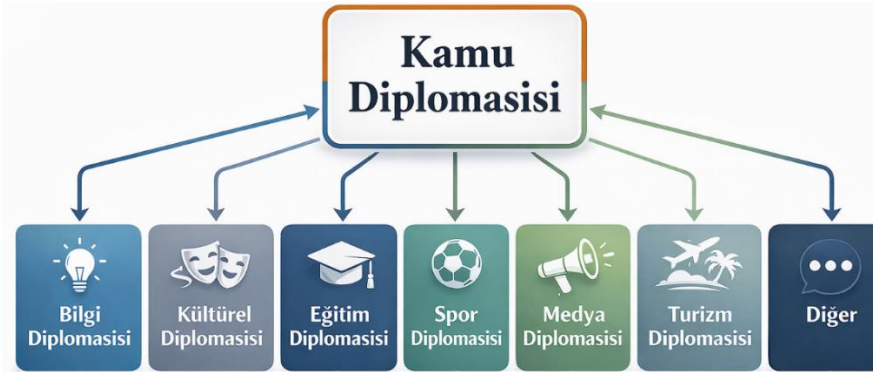 Kamu
Diplomasisi
Bilgi
Diplomasisi
Kültürel
Diplomasisi
Eğitim
Diplomasisi
Spor
Diplomasisi
Medya
Diplomasisi
Turizm
Diplomasisi
Diğer